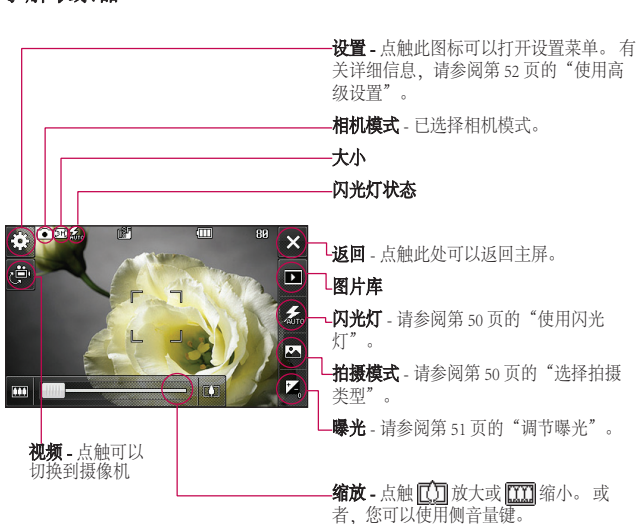 设置 - 点触此图标可以打开设置菜单。 有
关详细信息，请参阅第 52 页的“使用高
级设置”。
相机模式 - 已选择相机模式。
大小
闪光灯状态
80
返回 - 点触此处可以返回主屏。
图片库
闪光灯 - 请参阅第 50 页的“使用闪光
灯”。
AUTO
拍摄模式 - 请参阅第 50 页的“选择拍摄
类型”。
曝光 - 请参阅第 51 页的“调节曝光”。
0
视频 - 点触可以
切换到摄像机
缩放 - 点触 放大或 缩小。 或
者，您可以使用侧音量键。